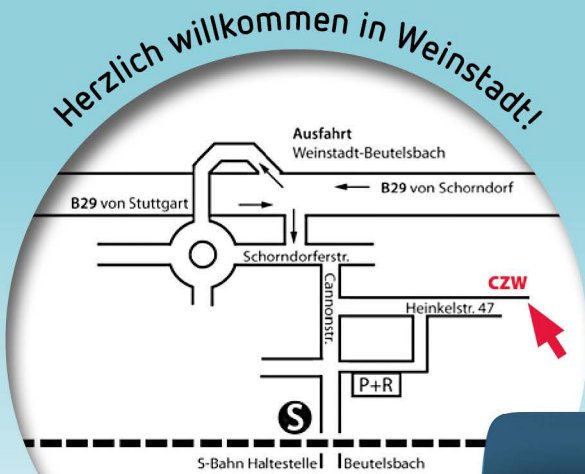 Herzlich willkommen in Weinstadt!
Ausfahrt
Weinstadt-Beutelsbach
B29 von Schorndorf
B29 von Stuttgart
Schorndorferstr.
Cannonstr.
CZW
Heinkelstr. 47
P+R
S
S-Bahn Haltestelle Beutelsbach